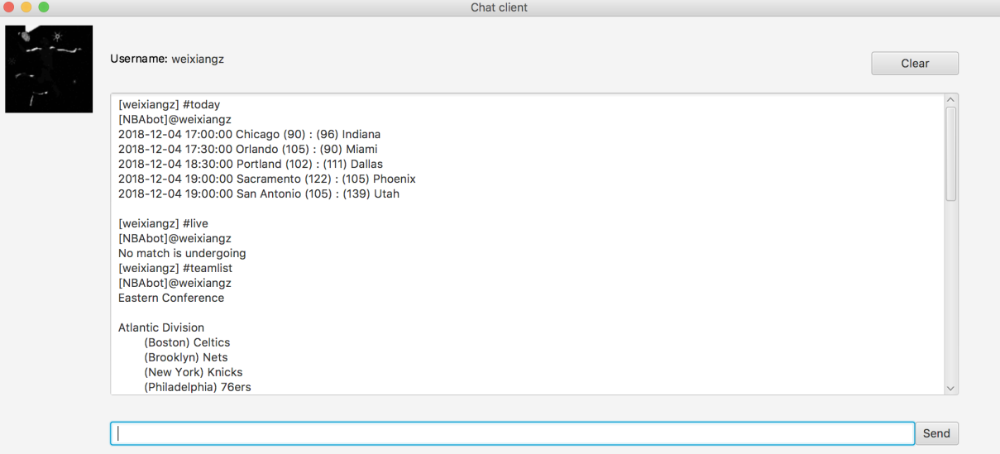 Chat client
Username: weixiangz
Clear
[weixiangz] #today
[NBAbot]@weixiangz
2018-12-04 17:00:00 Chicago (90) : (96) Indiana
2018-12-04 17:30:00 Orlando (105) : (90) Miami
2018-12-04 18:30:00 Portland (102) : (111) Dallas
2018-12-04 19:00:00 Sacramento (122) : (105) Phoenix
2018-12-04 19:00:00 San Antonio (105) : (139) Utah
[weixiangz] #live
[NBAbot]@weixiangz
No match is undergoing
[weixiangz] #teamlist
[NBAbot]@weixiangz
Eastern Conference
Atlantic Division
(Boston) Celtics
(Brooklyn) Nets
(New York) Knicks
(Philadelphia) 76ers
Send